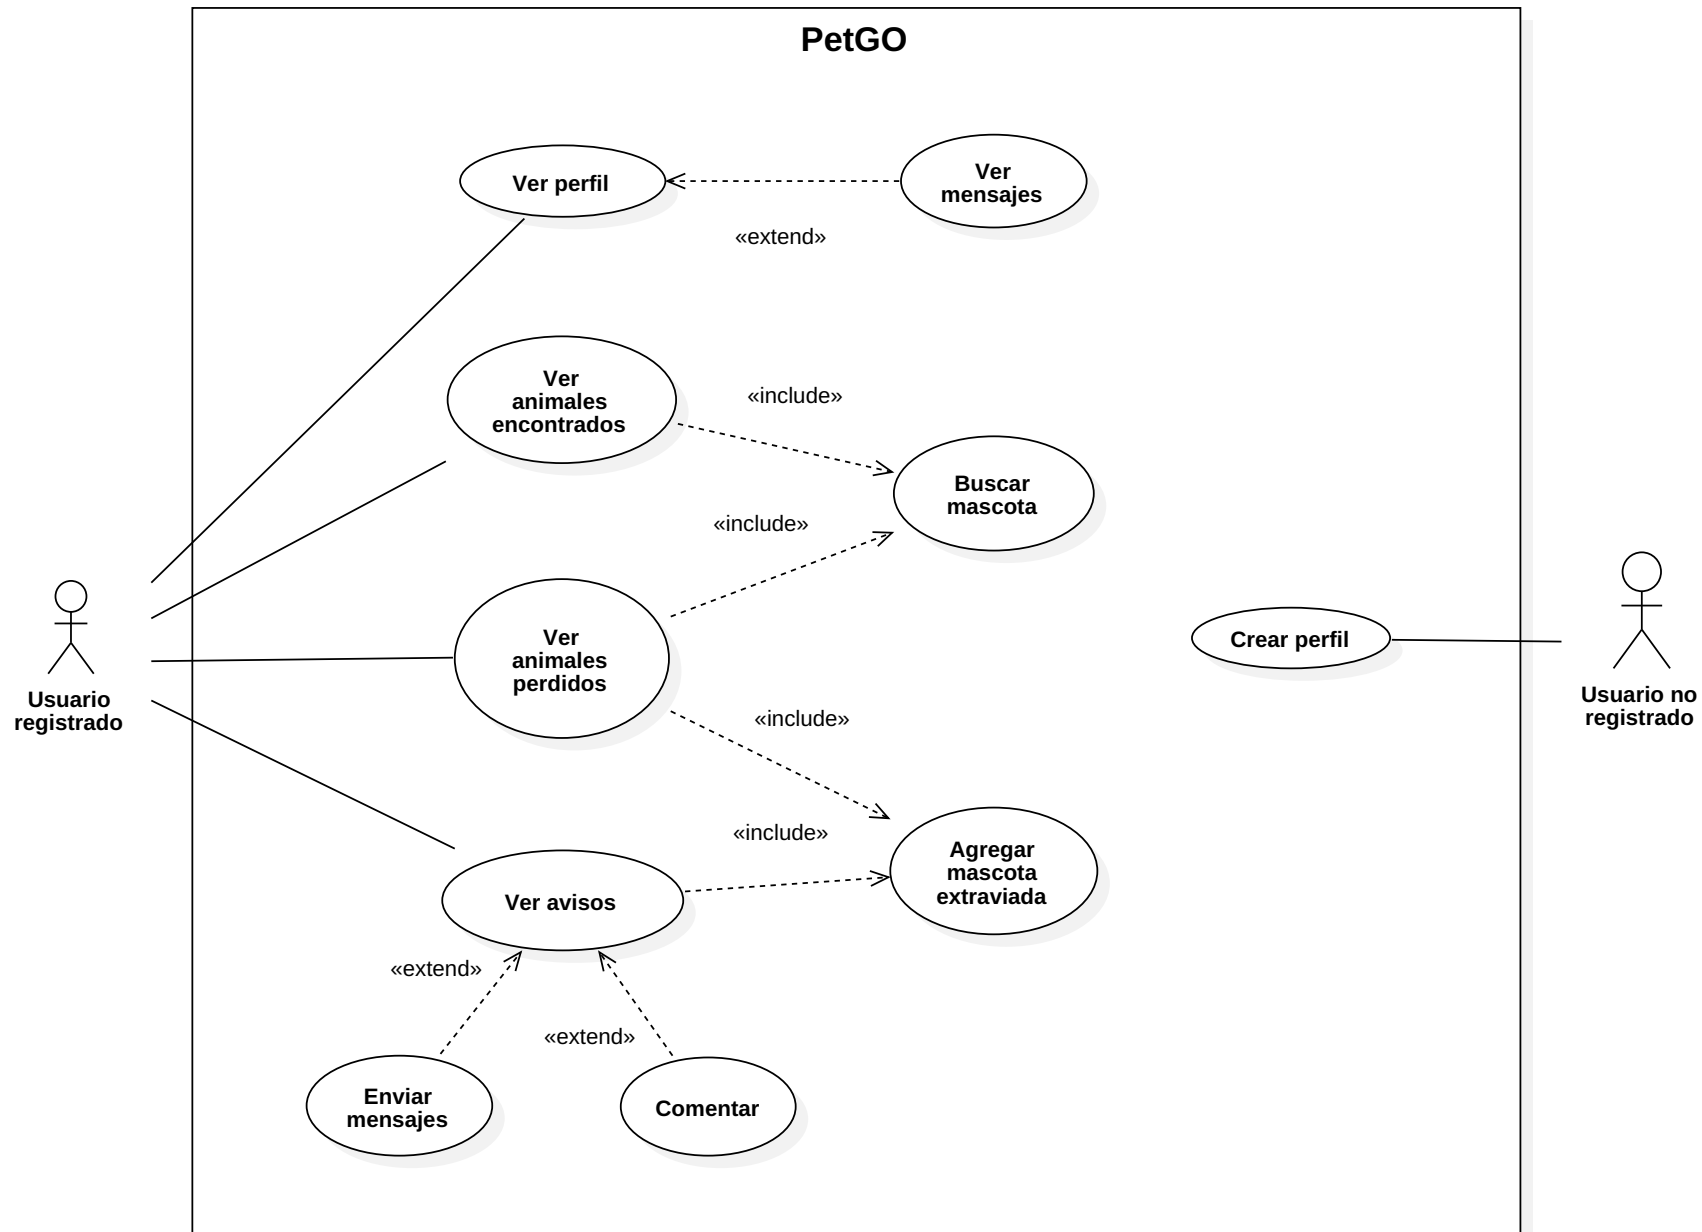 PetGO
Ver perfil
Ver
mensajes
«extend»
Ver
animales
encontrados
«include»
Buscar
mascota
«include»
Ver
animales
perdidos
Crear perfil
Usuario
registrado
Usuario no
registrado
«include»
«include»
Agregar
mascota
extraviada
Ver avisos
«extend»
«extend»
Enviar
mensajes
Comentar